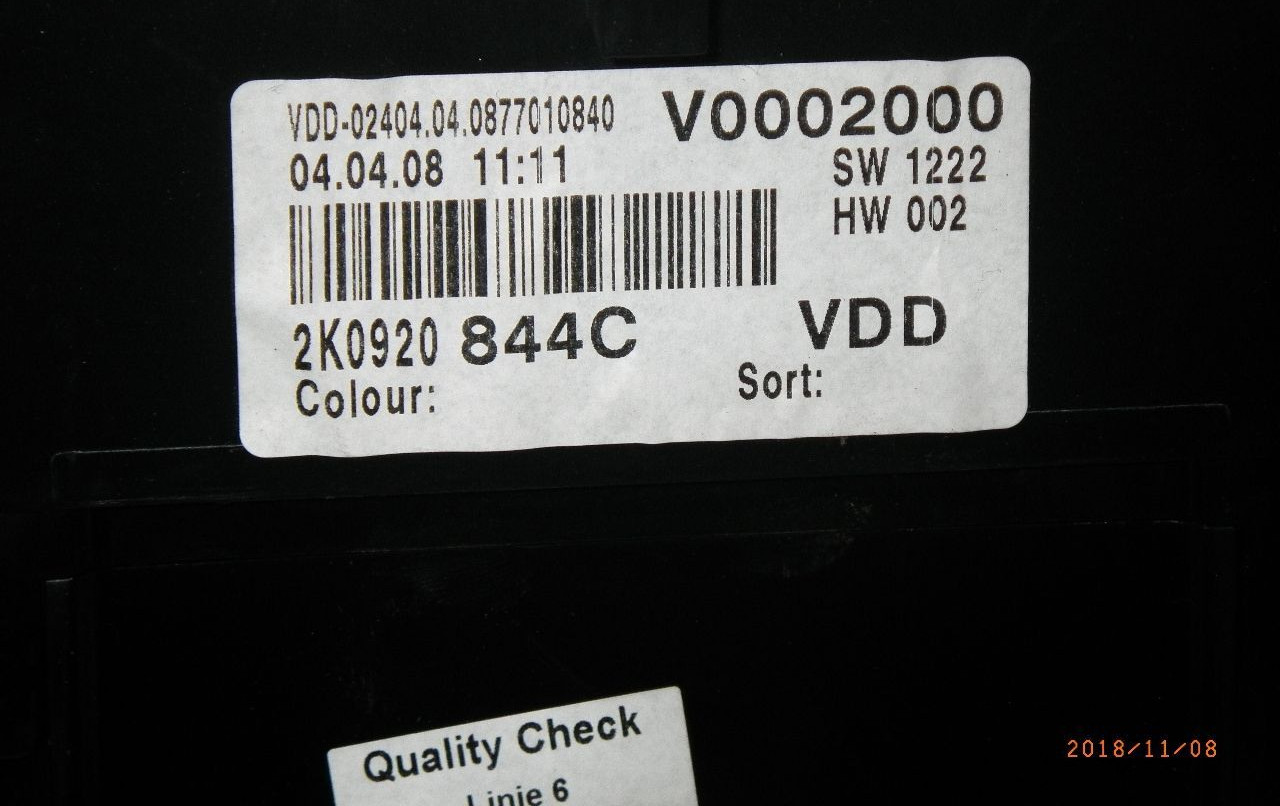 VDD-02404.04.0877010840 V0002000
04.04.08 11:11 SW 1222
HW 002
2K0920 844C VDD
Colour: Sort:
Quality Check
Linie 6
2018/11/08